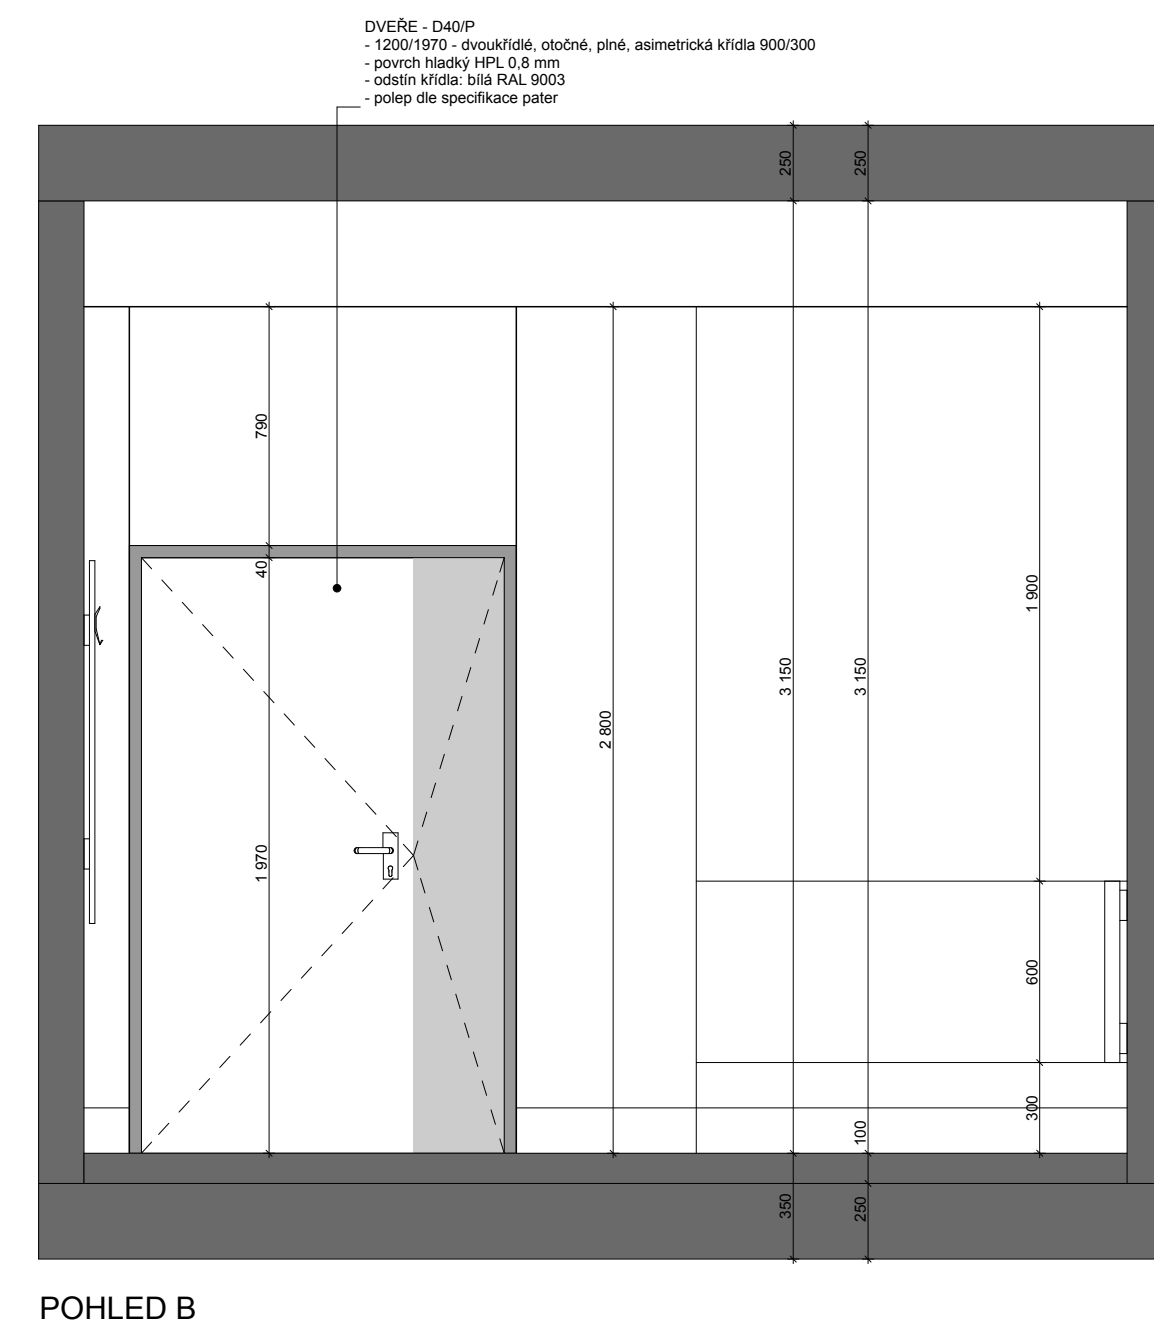 DVEŘE - D40/P
- 1200/1970 - dvoukřídlé, otočné, plné, asimetrická křídla 900/300
- povrch hladký HPL 0,8 mm
- odstín křídla: bílá RAL 9003
- polep dle specifikace pater
250
250
790
40
1 900
3 150
3 150
2 800
1 970
600
300
100
350
250
POHLED B